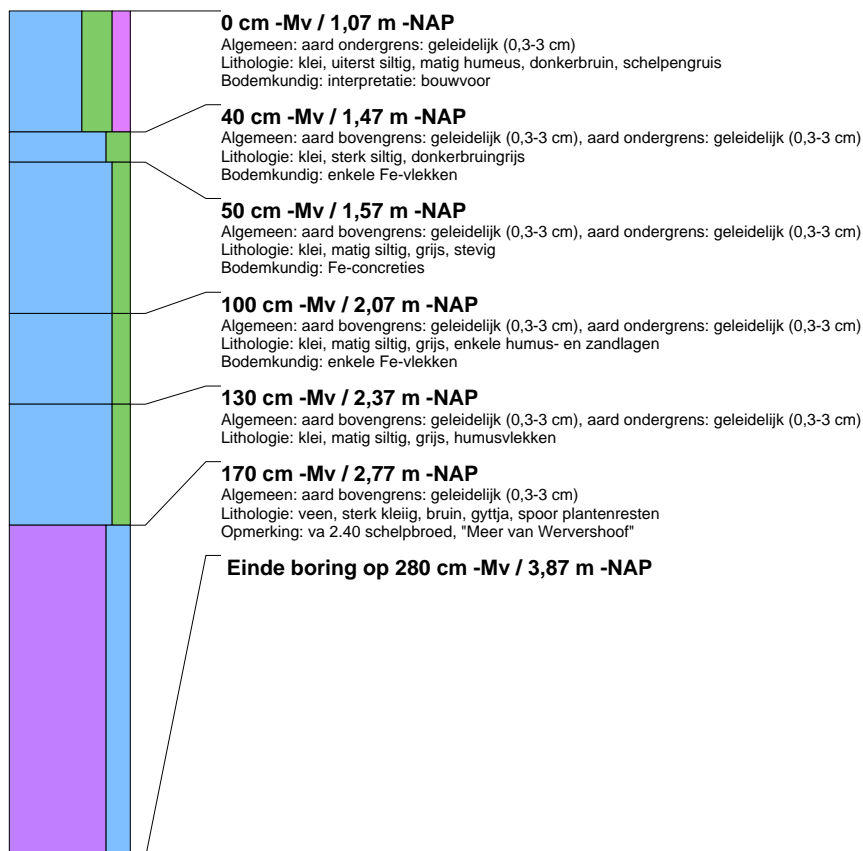 0 cm -Mv / 1,07 m -NAP
Algemeen: aard ondergrens: geleidelijk (0,3-3 cm)
Lithologie: klei, uiterst siltig, matig humeus, donkerbruin, schelpengruis
Bodemkundig: interpretatie: bouwvoor
40 cm -Mv / 1,47 m -NAP
Algemeen: aard bovengrens: geleidelijk (0,3-3 cm), aard ondergrens: geleidelijk (0,3-3 cm)
Lithologie: klei, sterk siltig, donkerbruingrijs
Bodemkundig: enkele Fe-vlekken
50 cm -Mv / 1,57 m -NAP
Algemeen: aard bovengrens: geleidelijk (0,3-3 cm), aard ondergrens: geleidelijk (0,3-3 cm)
Lithologie: klei, matig siltig, grijs, stevig
Bodemkundig: Fe-concreties
100 cm -Mv / 2,07 m -NAP
Algemeen: aard bovengrens: geleidelijk (0,3-3 cm), aard ondergrens: geleidelijk (0,3-3 cm)
Lithologie: klei, matig siltig, grijs, enkele humus- en zandlagen
Bodemkundig: enkele Fe-vlekken
130 cm -Mv / 2,37 m -NAP
Algemeen: aard bovengrens: geleidelijk (0,3-3 cm), aard ondergrens: geleidelijk (0,3-3 cm)
Lithologie: klei, matig siltig, grijs, humusvlekken
170 cm -Mv / 2,77 m -NAP
Algemeen: aard bovengrens: geleidelijk (0,3-3 cm)
Lithologie: veen, sterk kleiig, bruin, gyttja, spoor plantenresten
Opmerking: va 2.40 schelpbroed, "Meer van Wervershoof"
Einde boring op 280 cm -Mv / 3,87 m -NAP